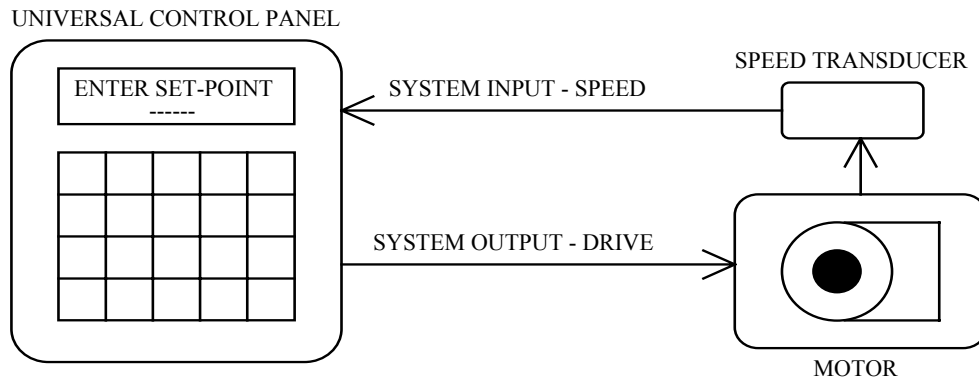 UNIVERSAL CONTROL PANEL
ENTER SET-POINT
------
SYSTEM INPUT - SPEED
SPEED TRANSDUCER
SYSTEM OUTPUT - DRIVE
MOTOR